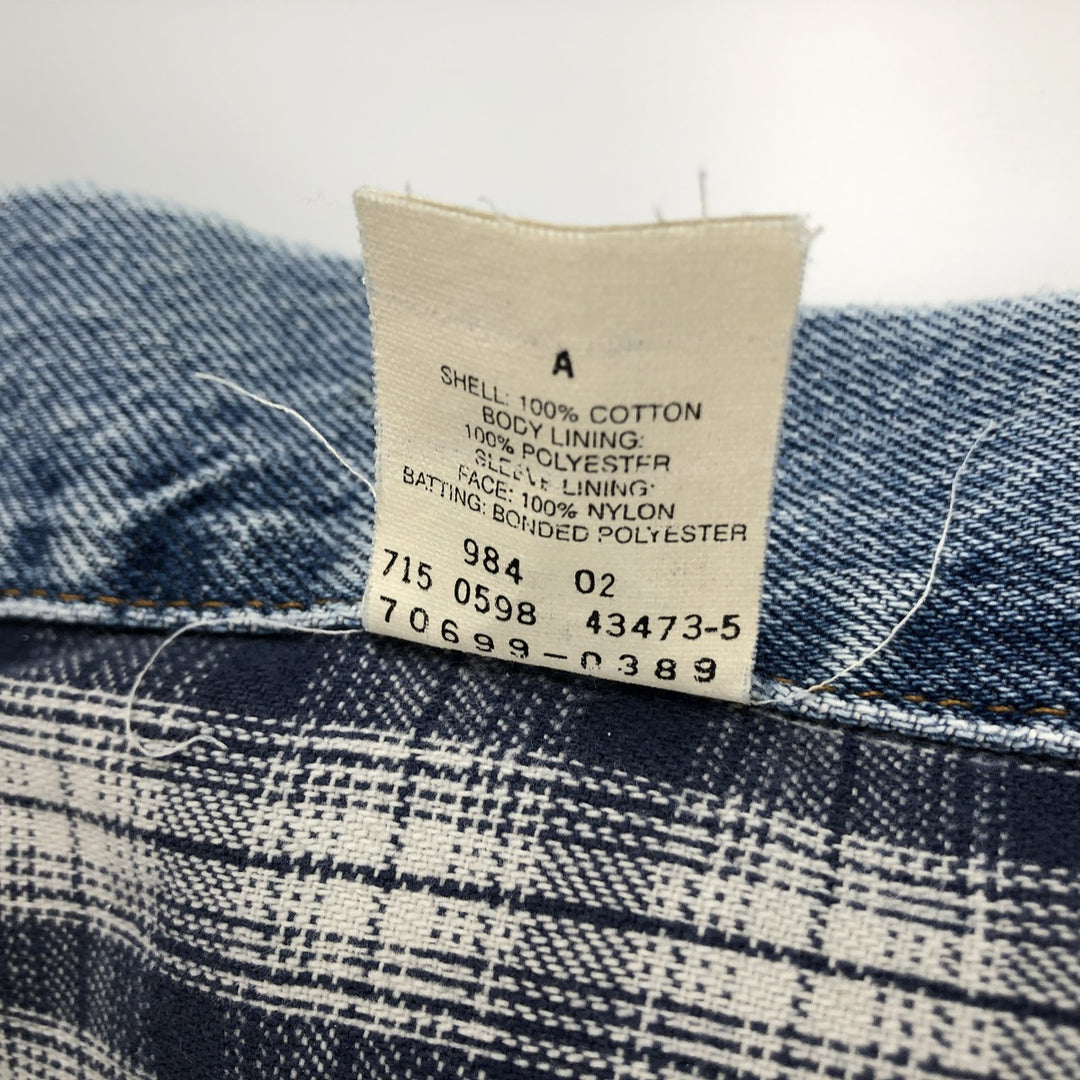 A
SHELL: 100% COTTON
BODY LINING:
100% POLYESTER
SLEEVE LINING:
FACE: 100% NYLON
BATTING: BONDED POLYESTER
984 02
715 0598 43473-5
70699-0389